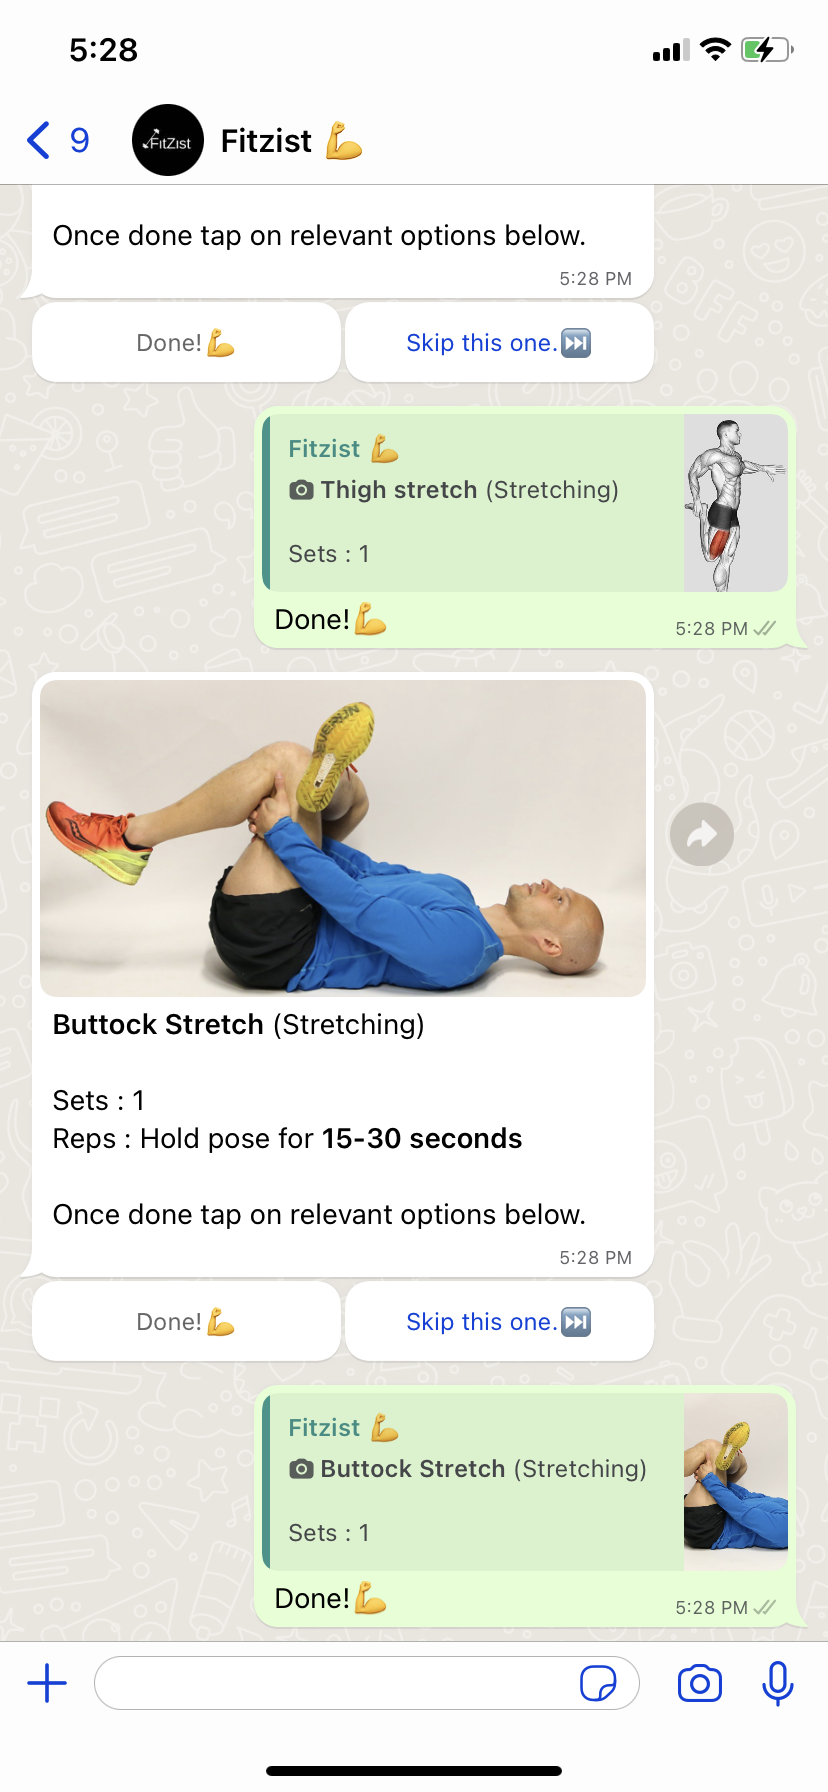 5:28
9
FitZist
Fitzist 💪
Once done tap on relevant options below.
5:28 PM
Done!💪
Skip this one.⏭️
Fitzist 💪
Thigh stretch (Stretching)
Sets : 1
Done!💪
5:28 PM
Buttock Stretch (Stretching)
Sets : 1
Reps : Hold pose for 15-30 seconds
Once done tap on relevant options below.
5:28 PM
Done!💪
Skip this one.⏭️
Fitzist 💪
Buttock Stretch (Stretching)
Sets : 1
Done!💪
5:28 PM